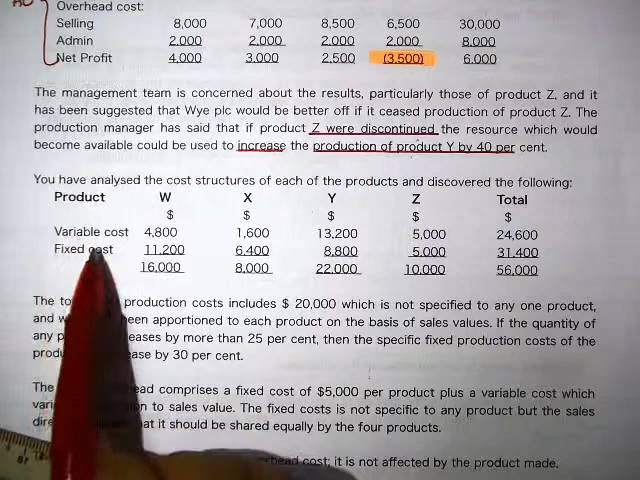 Overhead cost:
Selling 8,000 7,000 8,500 6,500 30,000
Admin 2,000 2,000 2,000 2,000 8,000
Net Profit 4,000 3,000 2,500 (3,500) 6,000
The management team is concerned about the results, particularly those of product Z, and it
has been suggested that Wye plc would be better off if it ceased production of product Z. The
production manager has said that if product Z were discontinued the resource which would
become available could be used to increase the production of product Y by 40 per cent.
You have analysed the cost structures of each of the products and discovered the following:
Product W X Y Z Total
$ $ $ $ $
Variable cost 4,800 1,600 13,200 5,000 24,600
Fixed cost 11,200 6,400 8,800 5,000 31,400
16,000 8,000 22,000 10,000 56,000
The production costs includes $ 20,000 which is not specified to any one product,
and been apportioned to each product on the basis of sales values. If the quantity of
any by more than 25 per cent, then the specific fixed production costs of the
by 30 per cent.
The comprises a fixed cost of $5,000 per product plus a variable cost which
to sales value. The fixed costs is not specific to any product but the sales
that it should be shared equally by the four products.
cost; it is not affected by the product made.